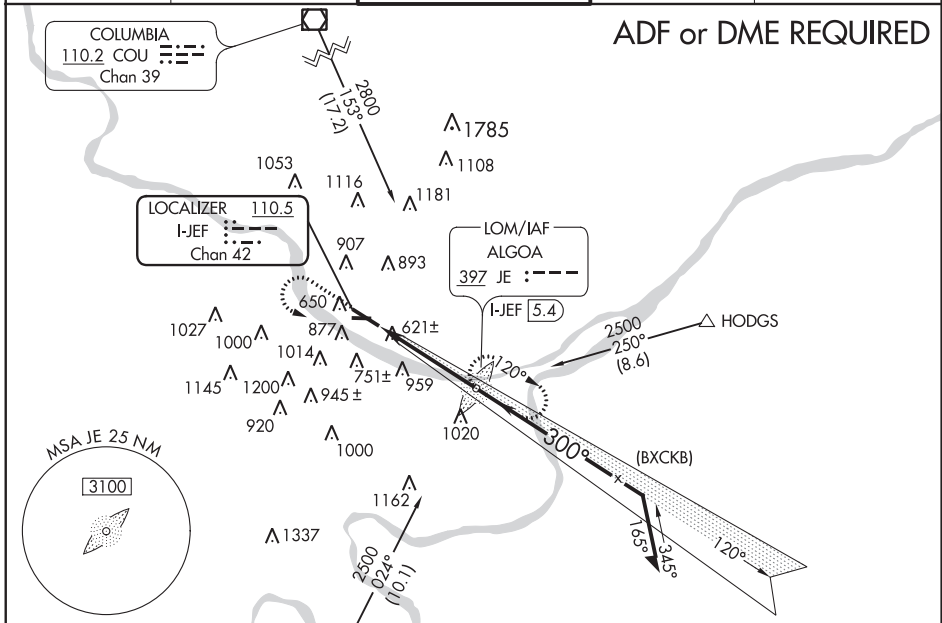 ADF or DME REQUIRED
COLUMBIA
110.2 COU
Chan 39
2800
153°
(17.2)
1785
1108
1053
1116
1181
LOCALIZER 110.5
I-JEF
Chan 42
LOM/IAF
ALGOA
397 JE
I-JEF 5.4
907
893
650
1027
1000
877
621±
2500
250°
(8.6)
HODGS
1014
751±
959
120°
1145
1200
945 ±
920
1020
1000
300°
(BXCKB)
MSA JE 25 NM
3100
1162
1337
2500
024°
(10.1)
165°
345°
120°